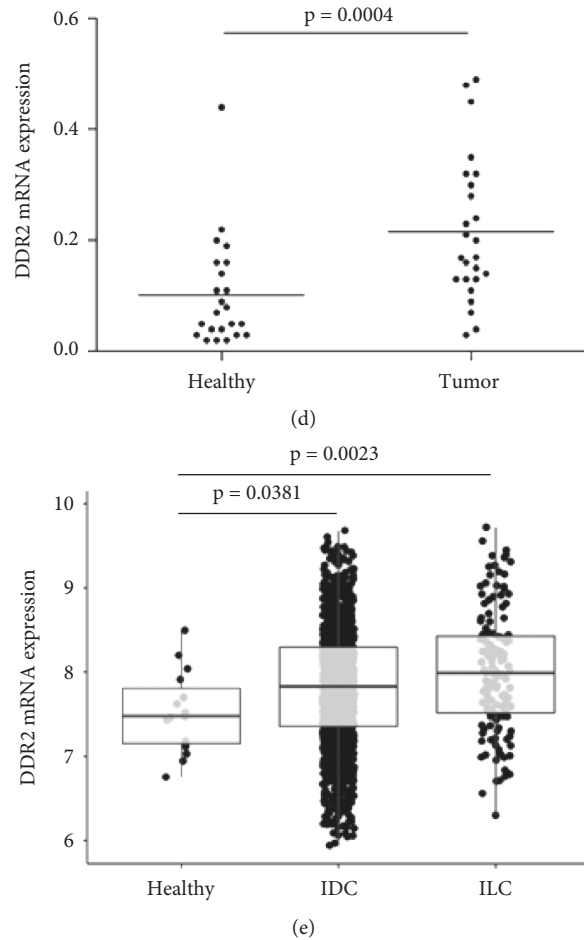 p = 0.0004
0.6
0.4
0.2
0.0
DDR2 mRNA expression
Healthy
Tumor
(d)
p = 0.0023
p = 0.0381
10
9
8
7
6
DDR2 mRNA expression
Healthy
IDC
ILC
(e)